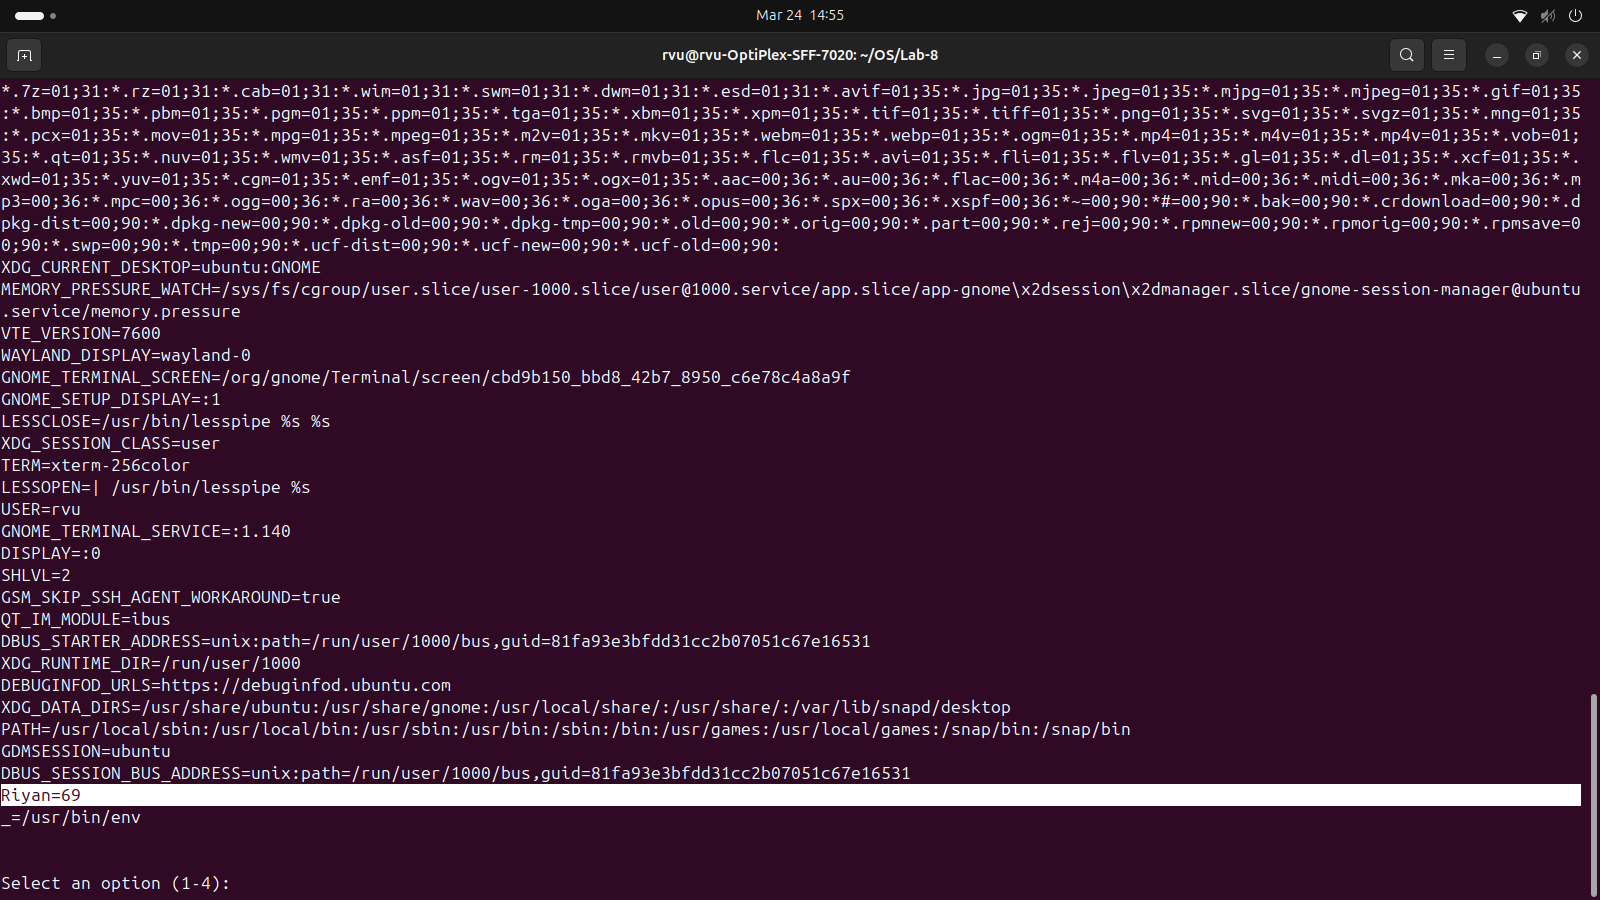 Mar 24 14:55
rvu@rvu-OptiPlex-SFF-7020: ~/OS/Lab-8
*.7z=01;31:*.rz=01;31:*.cab=01;31:*.wim=01;31:*.swm=01;31:*.dwm=01;31:*.esd=01;31:*.avif=01;35:*.jpg=01;35:*.jpeg=01;35:*.mjpg=01;35:*.mjpeg=01;35:*.gif=01;35
:*.bmp=01;35:*.pbm=01;35:*.pgm=01;35:*.ppm=01;35:*.tga=01;35:*.xbm=01;35:*.xpm=01;35:*.tif=01;35:*.tiff=01;35:*.png=01;35:*.svg=01;35:*.svgz=01;35:*.mng=01;35
:*.pcx=01;35:*.mov=01;35:*.mpg=01;35:*.mpeg=01;35:*.m2v=01;35:*.mkv=01;35:*.webm=01;35:*.webp=01;35:*.ogm=01;35:*.mp4=01;35:*.m4v=01;35:*.mp4v=01;35:*.vob=01;
35:*.qt=01;35:*.nuv=01;35:*.wmv=01;35:*.asf=01;35:*.rm=01;35:*.rmvb=01;35:*.flc=01;35:*.avi=01;35:*.fli=01;35:*.flv=01;35:*.gl=01;35:*.dl=01;35:*.xcf=01;35:*.
xwd=01;35:*.yuv=01;35:*.cgm=01;35:*.emf=01;35:*.ogv=01;35:*.ogx=01;35:*.aac=00;36:*.au=00;36:*.flac=00;36:*.m4a=00;36:*.mid=00;36:*.midi=00;36:*.mka=00;36:*.m
p3=00;36:*.mpc=00;36:*.ogg=00;36:*.ra=00;36:*.wav=00;36:*.oga=00;36:*.opus=00;36:*.spx=00;36:*.xspf=00;36:*~=00;90:*#=00;90:*.bak=00;90:*.crdownload=00;90:*.d
pkg-dist=00;90:*.dpkg-new=00;90:*.dpkg-old=00;90:*.dpkg-tmp=00;90:*.old=00;90:*.orig=00;90:*.part=00;90:*.rej=00;90:*.rpmnew=00;90:*.rpmorig=00;90:*.rpmsave=0
0;90:*.swp=00;90:*.tmp=00;90:*.ucf-dist=00;90:*.ucf-new=00;90:*.ucf-old=00;90:
XDG_CURRENT_DESKTOP=ubuntu:GNOME
MEMORY_PRESSURE_WATCH=/sys/fs/cgroup/user.slice/user-1000.slice/user@1000.service/app.slice/app-gnome\x2dsession\x2dmanager.slice/gnome-session-manager@ubuntu
.service/memory.pressure
VTE_VERSION=7600
WAYLAND_DISPLAY=wayland-0
GNOME_TERMINAL_SCREEN=/org/gnome/Terminal/screen/cbd9b150_bbd8_42b7_8950_c6e78c4a8a9f
GNOME_SETUP_DISPLAY=:1
LESSCLOSE=/usr/bin/lesspipe %s %s
XDG_SESSION_CLASS=user
TERM=xterm-256color
LESSOPEN=| /usr/bin/lesspipe %s
USER=rvu
GNOME_TERMINAL_SERVICE=:1.140
DISPLAY=:0
SHLVL=2
GSM_SKIP_SSH_AGENT_WORKAROUND=true
QT_IM_MODULE=ibus
DBUS_STARTER_ADDRESS=unix:path=/run/user/1000/bus,guid=81fa93e3bfdd31cc2b07051c67e16531
XDG_RUNTIME_DIR=/run/user/1000
DEBUGINFOD_URLS=https://debuginfod.ubuntu.com
XDG_DATA_DIRS=/usr/share/ubuntu:/usr/share/gnome:/usr/local/share/:/usr/share/:/var/lib/snapd/desktop
PATH=/usr/local/sbin:/usr/local/bin:/usr/sbin:/usr/bin:/sbin:/bin:/usr/games:/usr/local/games:/snap/bin:/snap/bin
GDMSESSION=ubuntu
DBUS_SESSION_BUS_ADDRESS=unix:path=/run/user/1000/bus,guid=81fa93e3bfdd31cc2b07051c67e16531
Riyan=69
_=/usr/bin/env
Select an option (1-4):